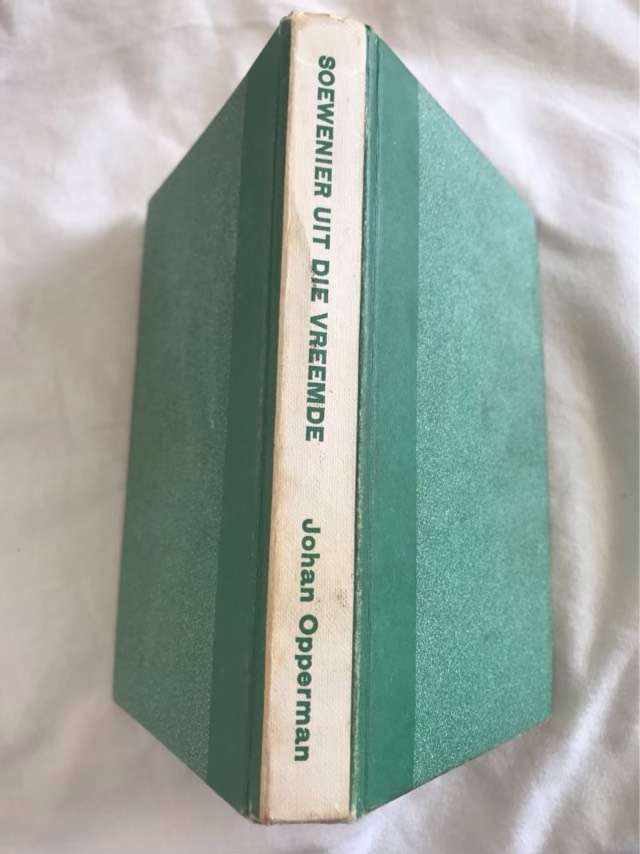 SOEWENIER UIT DIE VREEMDE
Johan Opperman